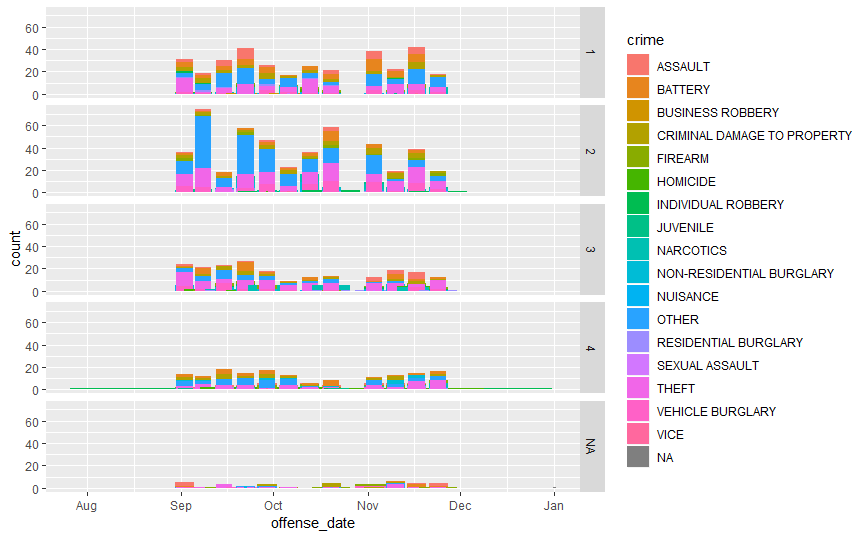 60
40
20
0
1
60
40
20
0
2
60
40
20
0
3
60
40
20
0
4
60
40
20
0
NA
count
Aug Sep Oct Nov Dec Jan
offense_date
crime
ASSAULT
BATTERY
BUSINESS ROBBERY
CRIMINAL DAMAGE TO PROPERTY
FIREARM
HOMICIDE
INDIVIDUAL ROBBERY
JUVENILE
NARCOTICS
NON-RESIDENTIAL BURGLARY
NUISANCE
OTHER
RESIDENTIAL BURGLARY
SEXUAL ASSAULT
THEFT
VEHICLE BURGLARY
VICE
NA